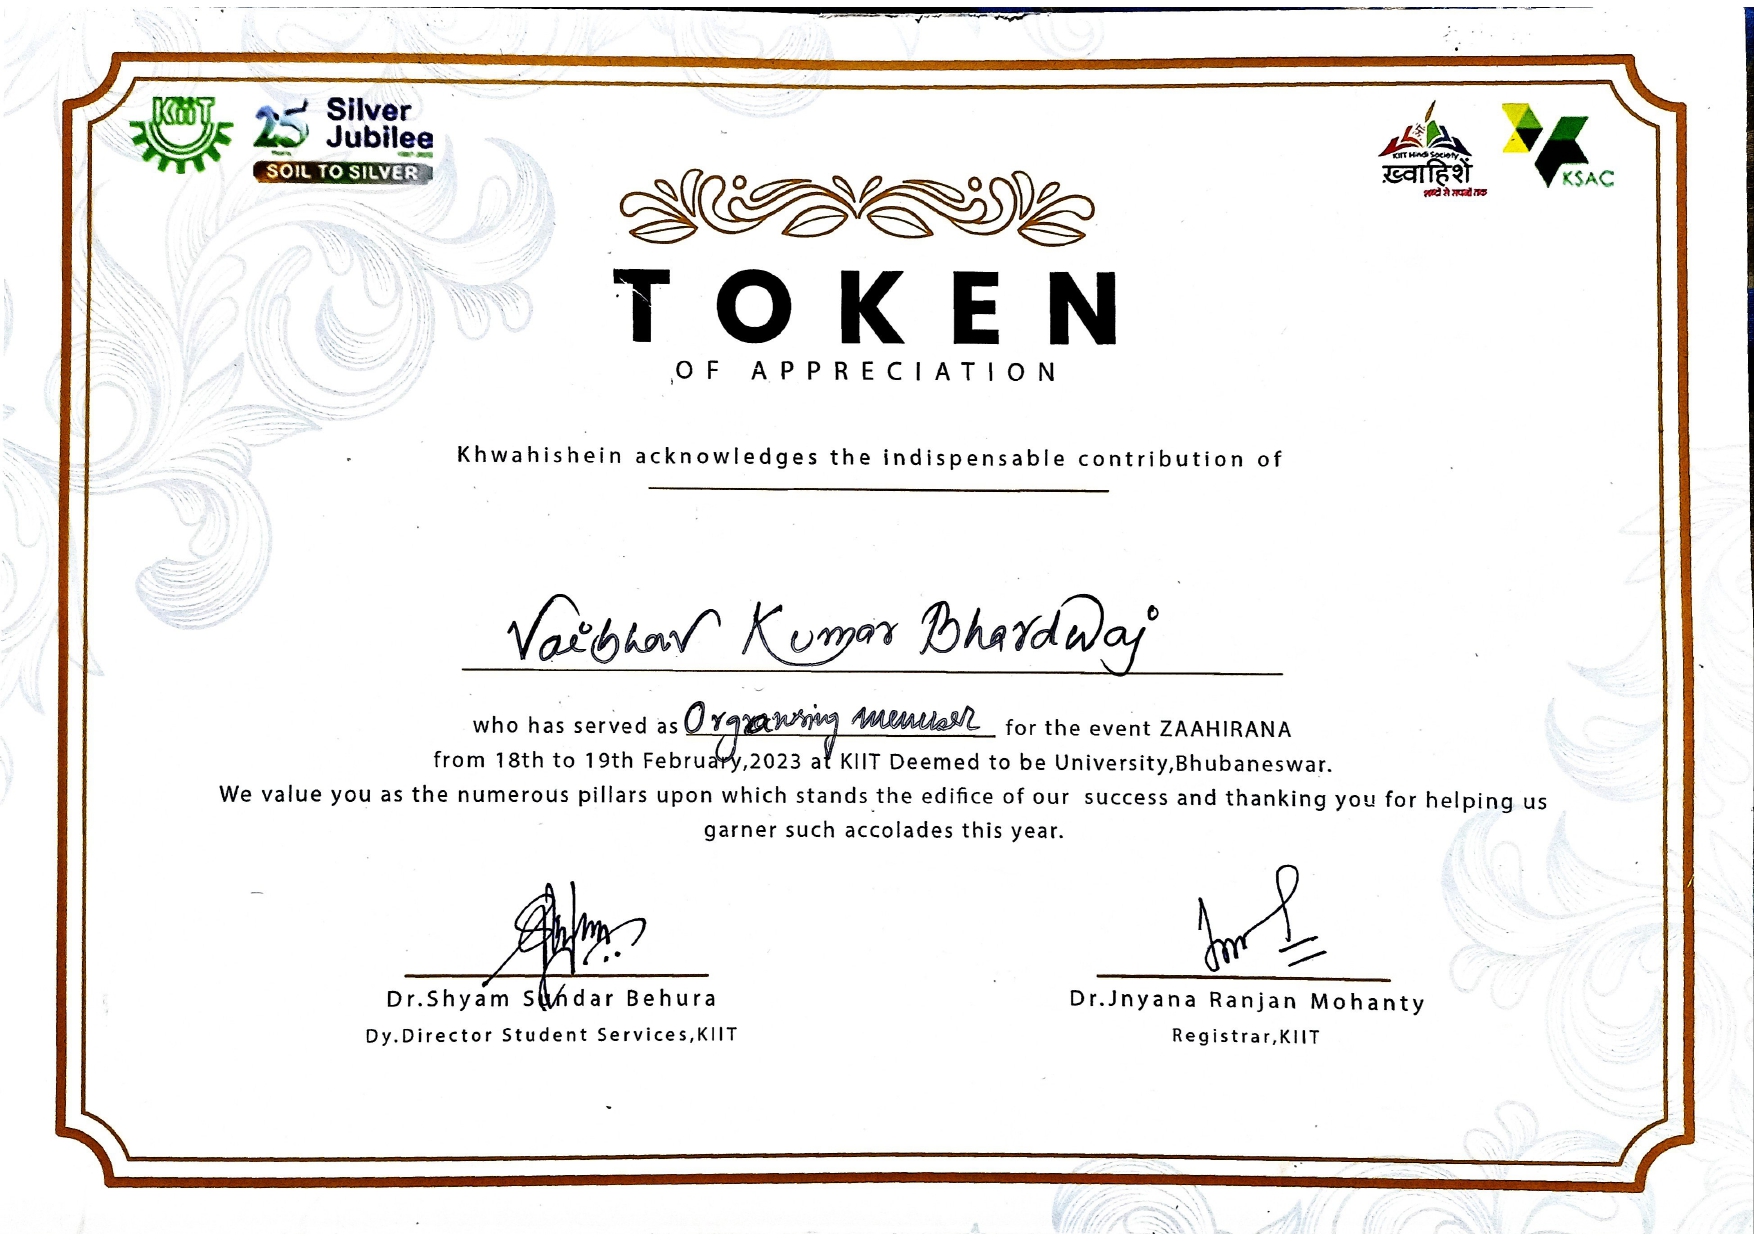 KiiT
25 Silver
Jubilee
SOIL TO SILVER
KIIT Hindi Society
ख़्वाहिशें
शब्दों से सपनों तक
KSAC
TOKEN
OF APPRECIATION
Khwahishein acknowledges the indispensable contribution of
Vaibhav Kumar Bhardwaj
who has served as Organising member for the event ZAAHIRANA
from 18th to 19th February,2023 at KIIT Deemed to be University,Bhubaneswar.
We value you as the numerous pillars upon which stands the edifice of our success and thanking you for helping us
garner such accolades this year.
Dr.Shyam Sundar Behura
Dy.Director Student Services,KIIT
Dr.Jnyana Ranjan Mohanty
Registrar,KIIT